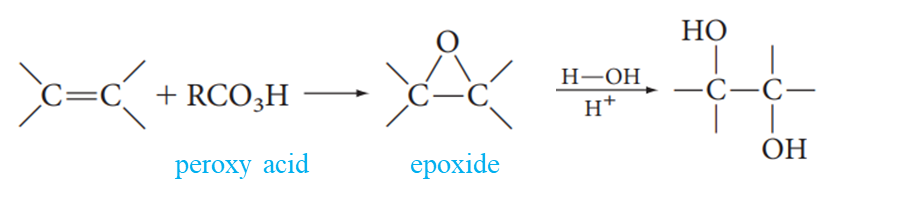 O
HO
C=C + RCO₃H
C—C
H—OH
H⁺
—C—C—
OH
peroxy acid
epoxide